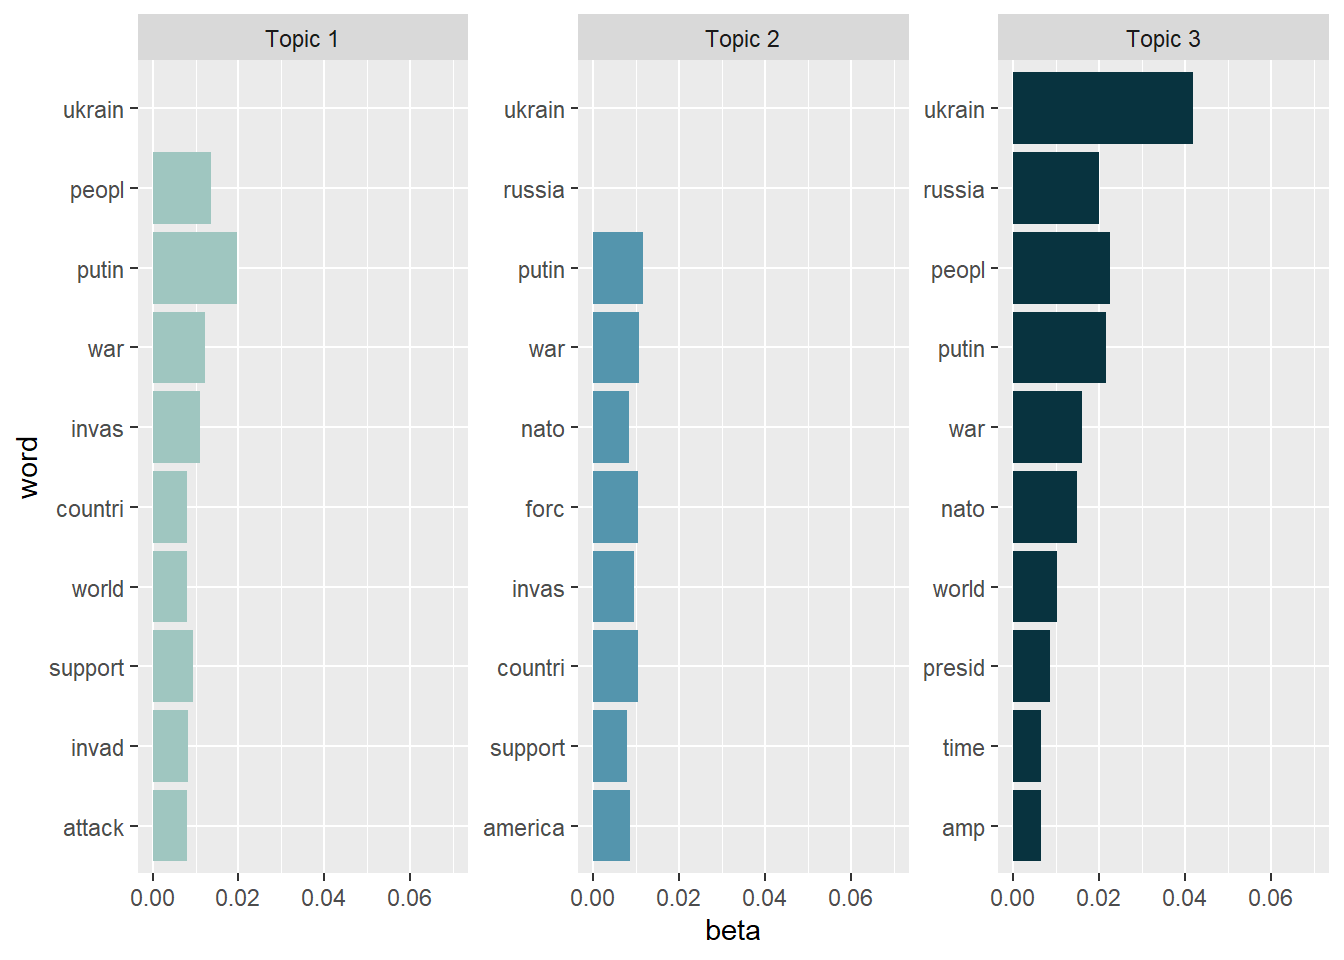 Topic 1
Topic 2
Topic 3
word
ukrain
peopl
putin
war
invas
countri
world
support
invad
attack
0.00 0.02 0.04 0.06
ukrain
russia
putin
war
nato
forc
invas
countri
support
america
0.00 0.02 0.04 0.06
ukrain
russia
peopl
putin
war
nato
world
presid
time
amp
0.00 0.02 0.04 0.06
beta